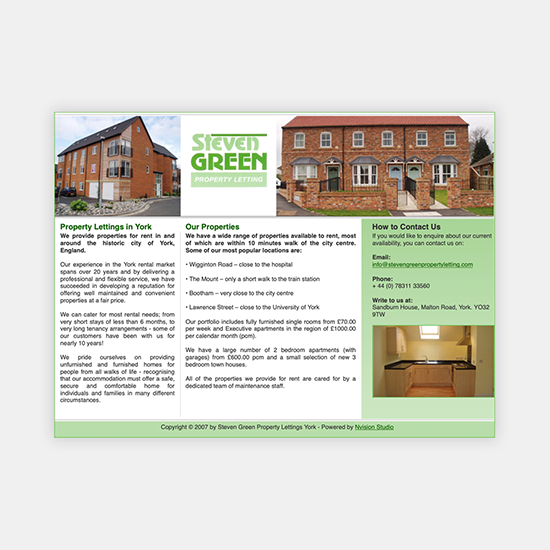 Steven
GREEN
PROPERTY LETTING
Property Lettings in York
We provide properties for rent in and
around the historic city of York,
England.
Our experience in the York rental market
spans over 20 years and by delivering a
professional and flexible service, we have
succeeded in developing a reputation for
offering well maintained and convenient
properties at a fair price.
We can cater for most rental needs; from
very short stays of less than 6 months, to
very long tenancy arrangements - some of
our customers have been with us for
nearly 10 years!
We pride ourselves on providing
unfurnished and furnished homes for
people from all walks of life - recognising
that our accommodation must offer a safe,
secure and comfortable home for
individuals and families in many different
circumstances.
Our Properties
We have a wide range of properties available to rent, most
of which are within 10 minutes walk of the city centre.
Some of our most popular locations are:
• Wigginton Road – close to the hospital
• The Mount – only a short walk to the train station
• Bootham – very close to the city centre
• Lawrence Street – close to the University of York
Our portfolio includes fully furnished single rooms from £70.00
per week and Executive apartments in the region of £1000.00
per calendar month (pcm).
We have a large number of 2 bedroom apartments (with
garages) from £600.00 pcm and a small selection of new 3
bedroom town houses.
All of the properties we provide for rent are cared for by a
dedicated team of maintenance staff.
How to Contact Us
If you would like to enquire about our current
availability, you can contact us on:
Email:
info@stevengreenpropertyletting.com
Phone:
+ 44 (0) 78311 33560
Write to us at:
Sandburn House, Malton Road, York. YO32
9TW
Copyright © 2007 by Steven Green Property Lettings York - Powered by Nvision Studio